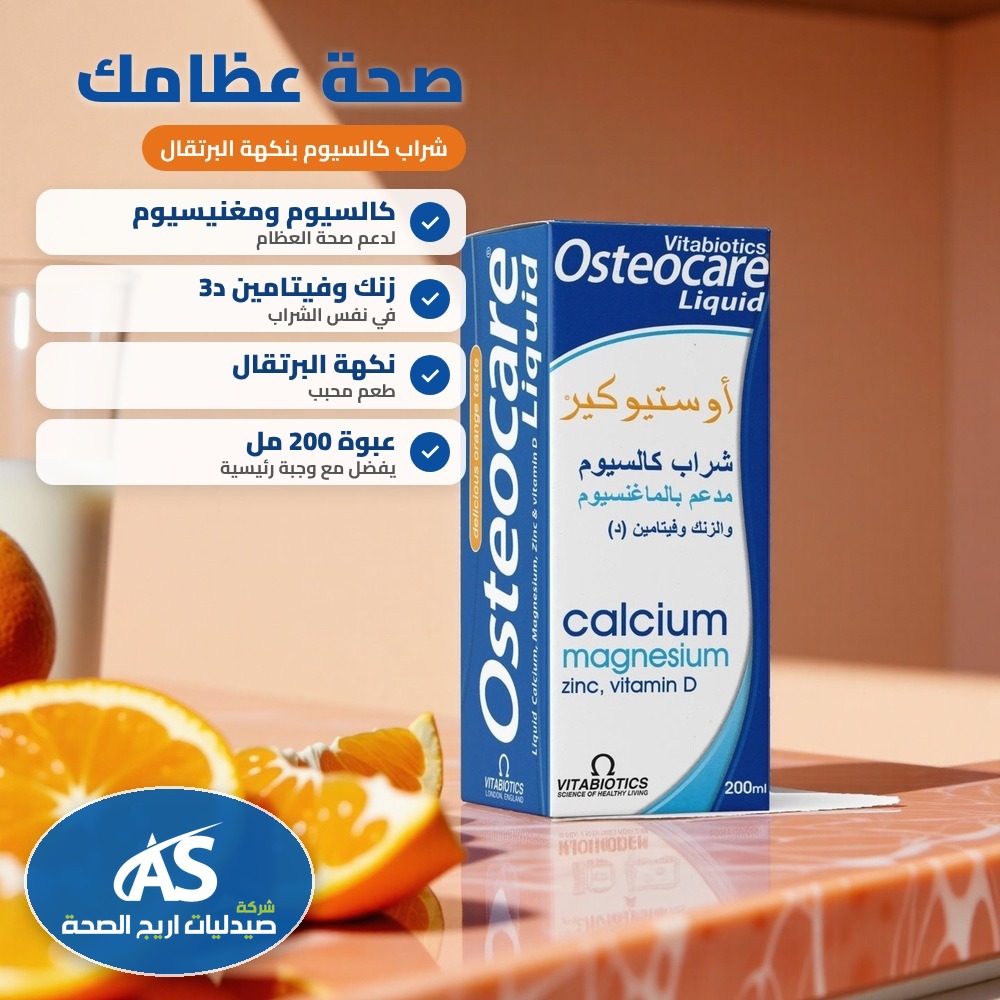 صحة عظامك
شراب كالسيوم بنكهة البرتقال
كالسيوم ومغنيسيوم
لدعم صحة العظام
زنك وفيتامين د3
في نفس الشراب
نكهة البرتقال
طعم محبب
عبوة 200 مل
يفضل مع وجبة رئيسية
Vitabiotics
Osteocare
Liquid
أوستيوكير
شراب كالسيوم
مدعم بالماغنسيوم
والزنك وفيتامين (د)
calcium
magnesium
zinc, vitamin D
VITABIOTICS
SCIENCE OF HEALTHY LIVING
200ml
Osteocare®
Liquid
delicious orange taste
Liquid Calcium, Magnesium, Zinc & vitamin D
VITABIOTICS
LONDON, ENGLAND
AS
شركة
صيدليات اريج الصحة